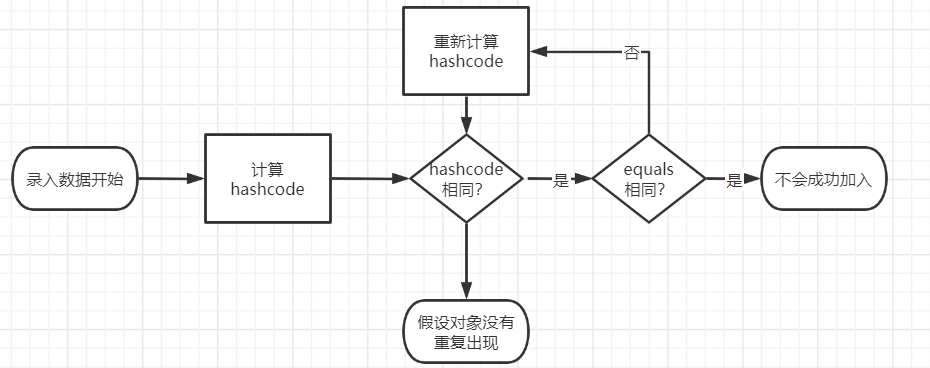 重新计算
hashcode
否
录入数据开始
计算
hashcode
hashcode
相同？
是
equals
相同？
是
不会成功加入
假设对象没有
重复出现